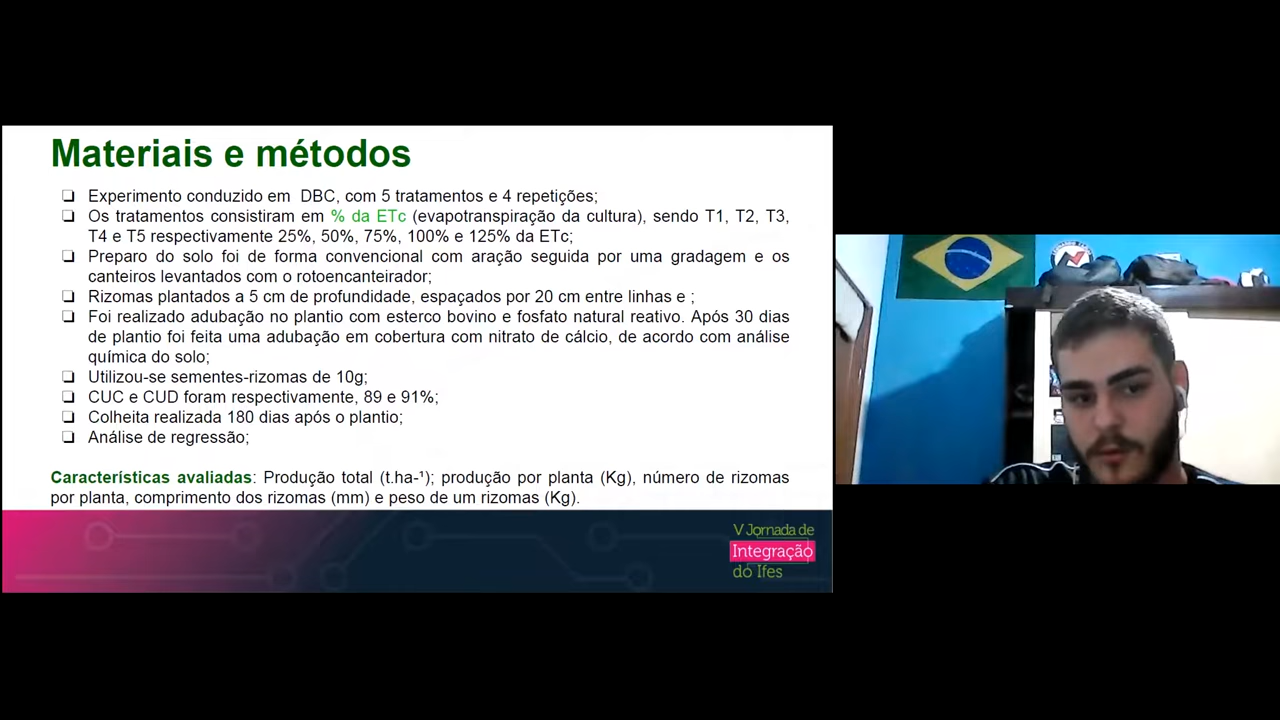 Materiais e métodos
❑ Experimento conduzido em DBC, com 5 tratamentos e 4 repetições;
❑ Os tratamentos consistiram em % da ETc (evapotranspiração da cultura), sendo T1, T2, T3,
T4 e T5 respectivamente 25%, 50%, 75%, 100% e 125% da ETc;
❑ Preparo do solo foi de forma convencional com aração seguida por uma gradagem e os
canteiros levantados com o rotoencanteirador;
❑ Rizomas plantados a 5 cm de profundidade, espaçados por 20 cm entre linhas e ;
❑ Foi realizado adubação no plantio com esterco bovino e fosfato natural reativo. Após 30 dias
de plantio foi feita uma adubação em cobertura com nitrato de cálcio, de acordo com análise
química do solo;
❑ Utilizou-se sementes-rizomas de 10g;
❑ CUC e CUD foram respectivamente, 89 e 91%;
❑ Colheita realizada 180 dias após o plantio;
❑ Análise de regressão;
Características avaliadas: Produção total (t.ha-¹); produção por planta (Kg), número de rizomas
por planta, comprimento dos rizomas (mm) e peso de um rizomas (Kg).
V Jornada de
Integração
do Ifes